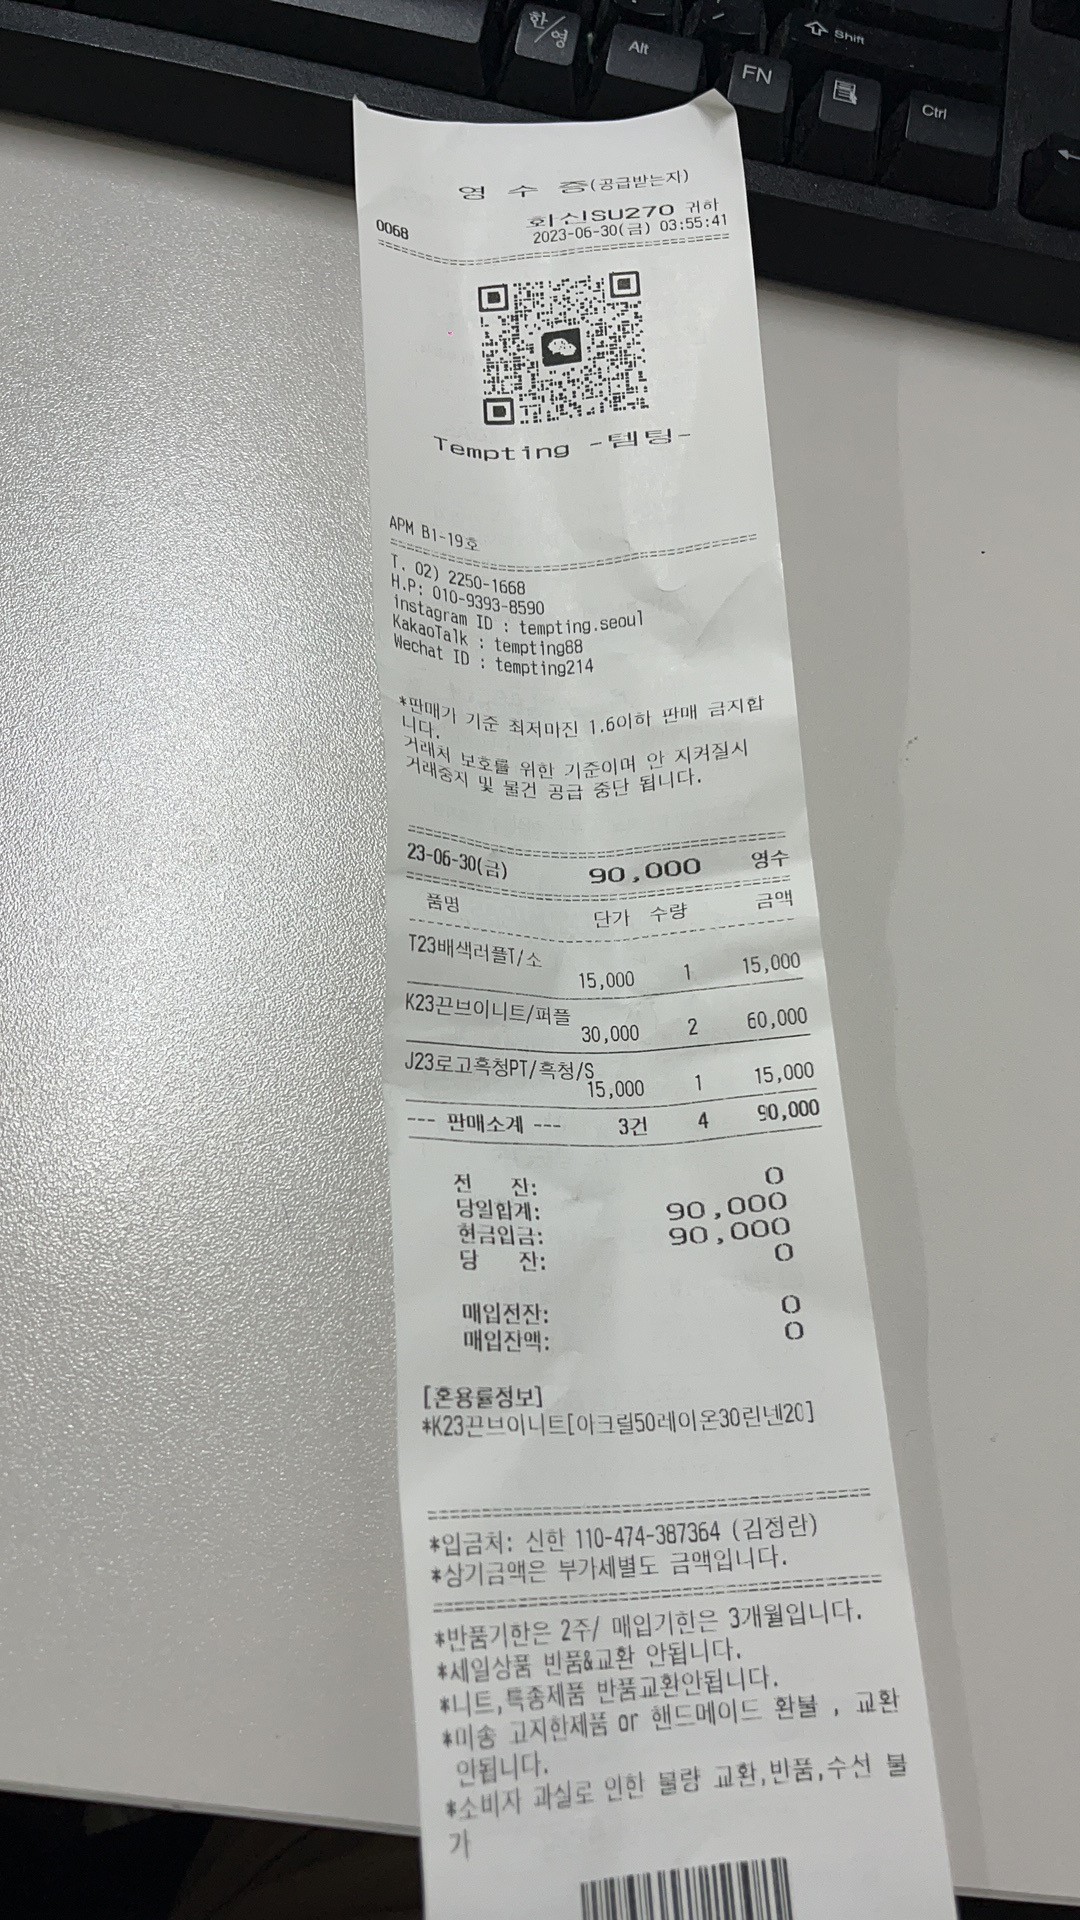 한/영
Alt
FN
Shift
Ctrl
영 수 증(공급받는자)
0068
화신SU270 귀하
2023-06-30(금) 03:55:41
Tempting -템팅-
APM B1-19호
T. 02) 2250-1668
H.P: 010-9393-8590
instagram ID : tempting.seoul
KakaoTalk : tempting88
Wechat ID : tempting214
*판매가 기준 최저마진 1.6이하 판매 금지합
니다.
거래처 보호를 위한 기준이며 안 지켜질시
거래중지 및 물건 공급 중단 됩니다.
23-06-30(금) 90,000 영수
품명 단가 수량 금액
T23배색러플T/소
15,000 1 15,000
K23끈브이니트/퍼플
30,000 2 60,000
J23로고흑청PT/흑청/S
15,000 1 15,000
--- 판매소계 --- 3건 4 90,000
전 잔: 0
당일합계: 90,000
현금입금: 90,000
당 잔: 0
매입전잔: 0
매입잔액: 0
[혼용률정보]
*K23끈브이니트[아크릴50레이온30린넨20]
*입금처: 신한 110-474-387364 (김정란)
*상기금액은 부가세별도 금액입니다.
*반품기한은 2주/ 매입기한은 3개월입니다.
*세일상품 반품&교환 안됩니다.
*니트,특종제품 반품교환안됩니다.
*미송 고지한제품 or 핸드메이드 환불 , 교환
안됩니다.
*소비자 과실로 인한 불량 교환,반품,수선 불
가